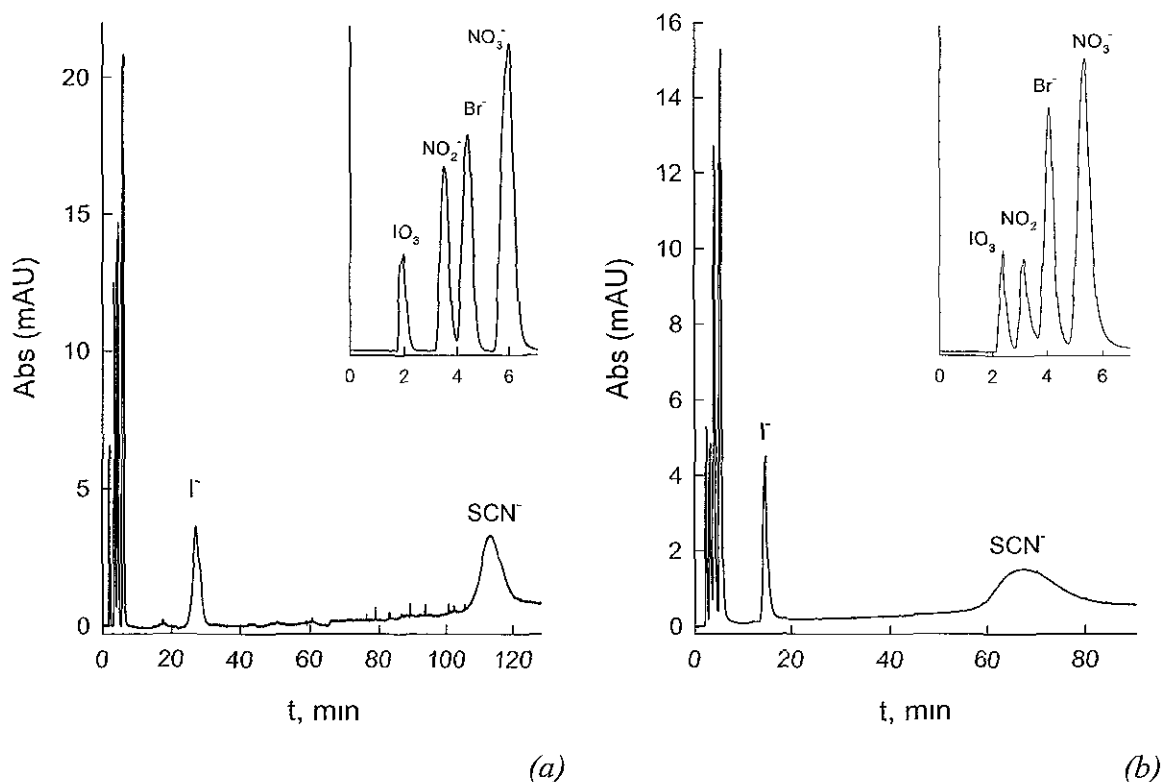 20
15
10
5
0
Abs (mAU)
0 20 40 60 80 100 120
t, min
I⁻
SCN⁻
IO₃
NO₂⁻
Br⁻
NO₃⁻
0 2 4 6
(a)
16
14
12
10
8
6
4
2
0
Abs (mAU)
0 20 40 60 80
t, min
I⁻
SCN⁻
IO₃
NO₂
Br⁻
NO₃⁻
0 2 4 6
(b)